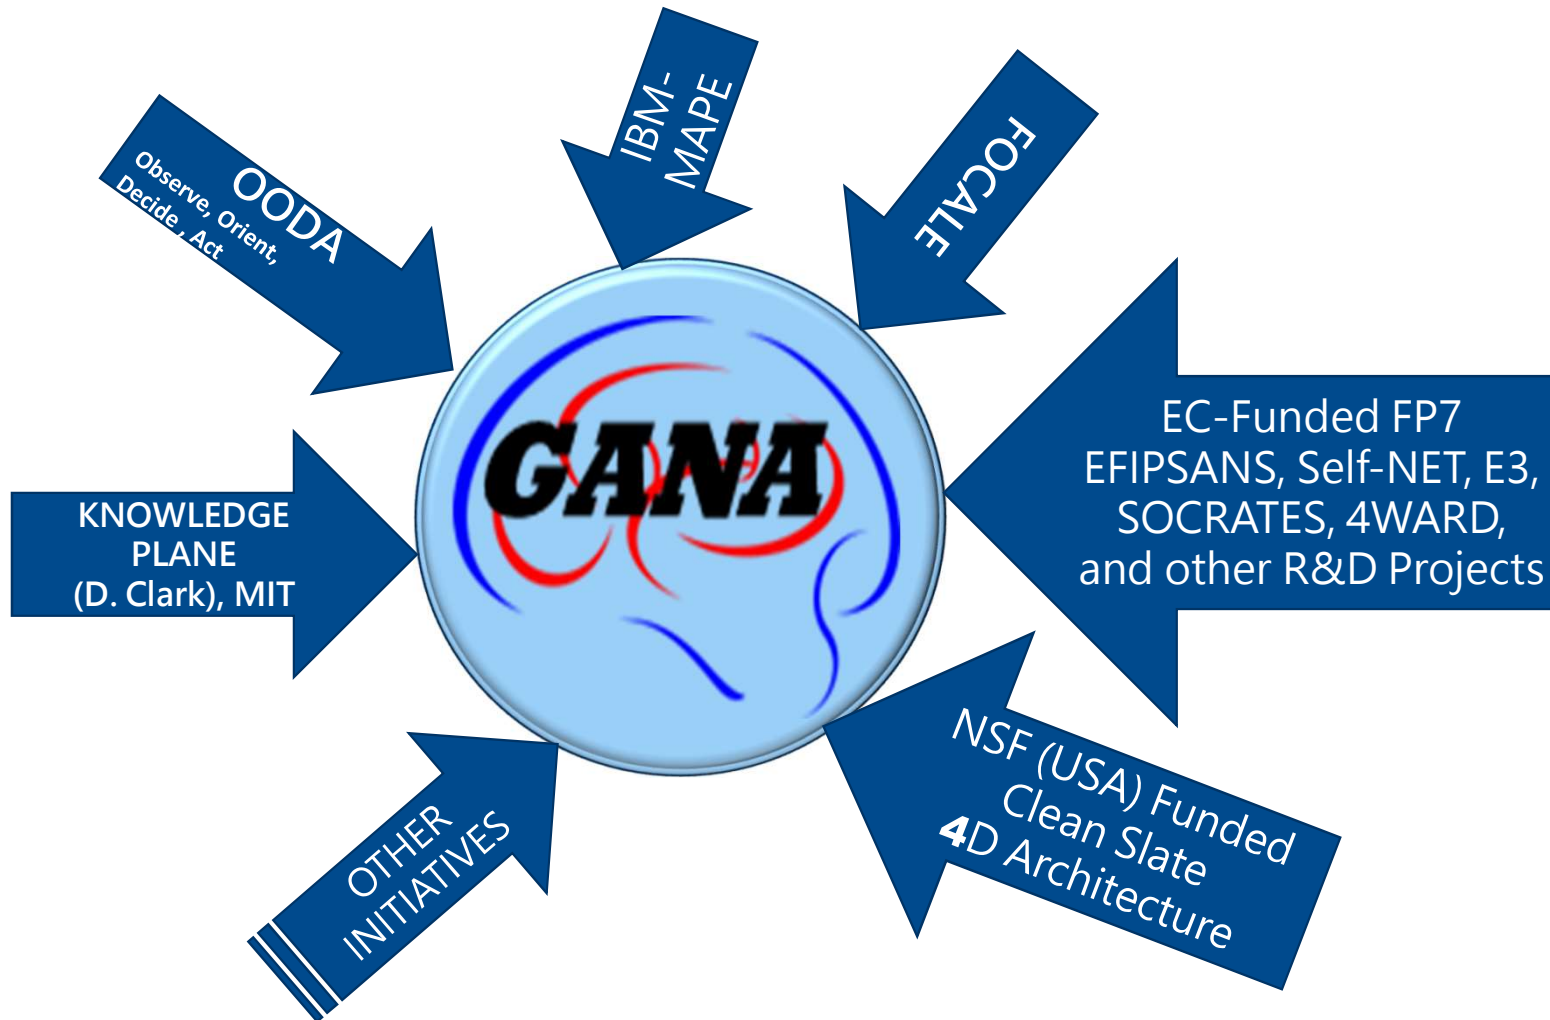 IBM-
MAPE
FOCALE
OODA
Observe, Orient,
Decide , Act
EC-Funded FP7
EFIPSANS, Self-NET, E3,
SOCRATES, 4WARD,
and other R&D Projects
GANA
KNOWLEDGE
PLANE
(D. Clark), MIT
NSF (USA) Funded
Clean Slate
4D Architecture
OTHER
INITIATIVES